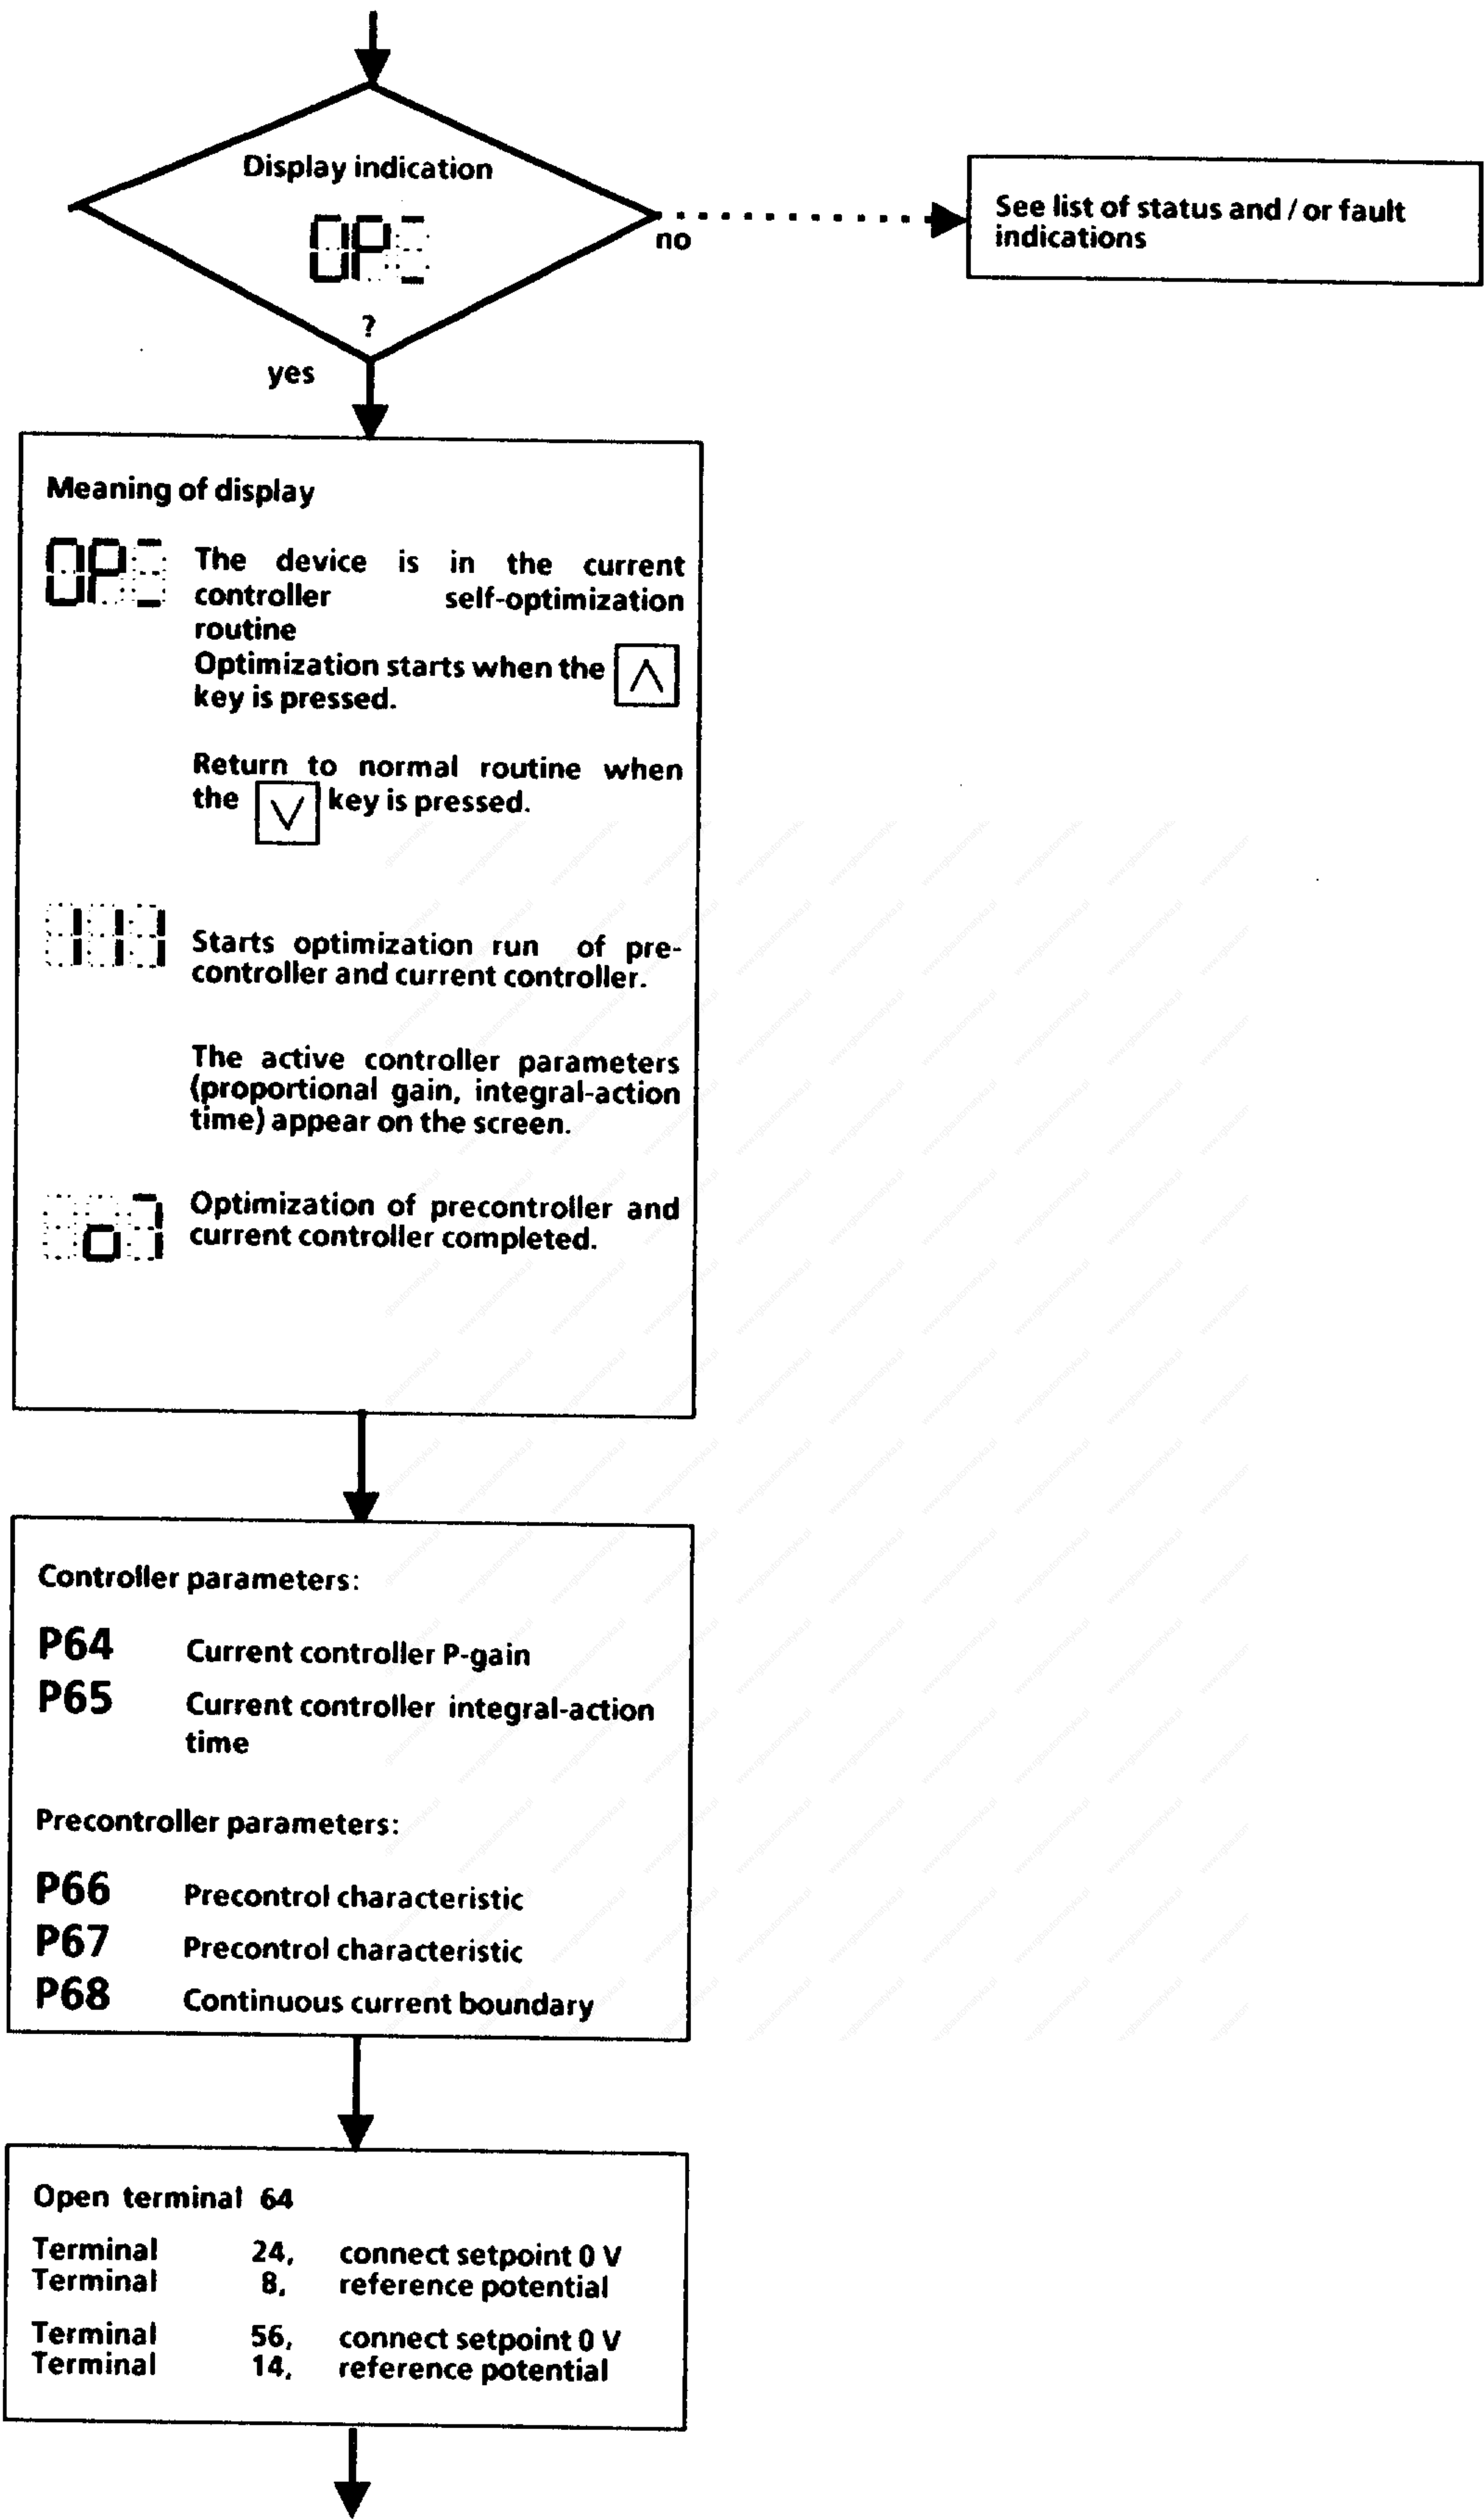 Display indication
OP
?
no
See list of status and / or fault
indications
yes
Meaning of display
OP
The device is in the current
controller self-optimization
routine
Optimization starts when the
key is pressed.
Return to normal routine when
the key is pressed.
111
Starts optimization run of pre-
controller and current controller.
The active controller parameters
(proportional gain, integral-action
time) appear on the screen.
o7
Optimization of precontroller and
current controller completed.
Controller parameters:
P64 Current controller P-gain
P65 Current controller integral-action
time
Precontroller parameters:
P66 Precontrol characteristic
P67 Precontrol characteristic
P68 Continuous current boundary
Open terminal 64
Terminal 24, connect setpoint 0 V
Terminal 8, reference potential
Terminal 56, connect setpoint 0 V
Terminal 14, reference potential
www.rgbautomatyka.pl